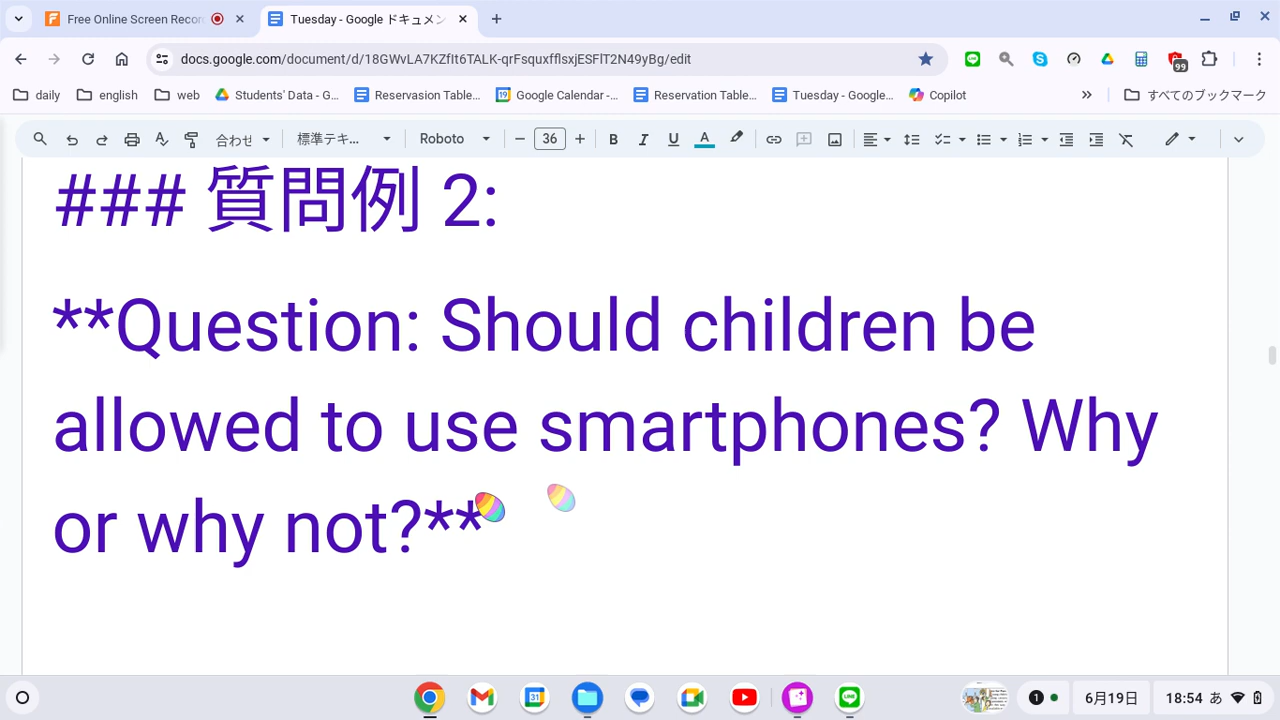 Free Online Screen Recor
Tuesday - Google ドキュメン
docs.google.com/document/d/18GWvLA7KZfIt6TALK-qrFsquxfflsxjESFlT2N49yBg/edit
99
daily
english
web
Students' Data - G...
Reservasion Table...
Google Calendar -...
Reservation Table...
Tuesday - Google...
Copilot
すべてのブックマーク
合わせ
標準テキ...
Roboto
36
### 質問例 2:
**Question: Should children be
allowed to use smartphones? Why
or why not?**
1
6月19日
18:54 あ